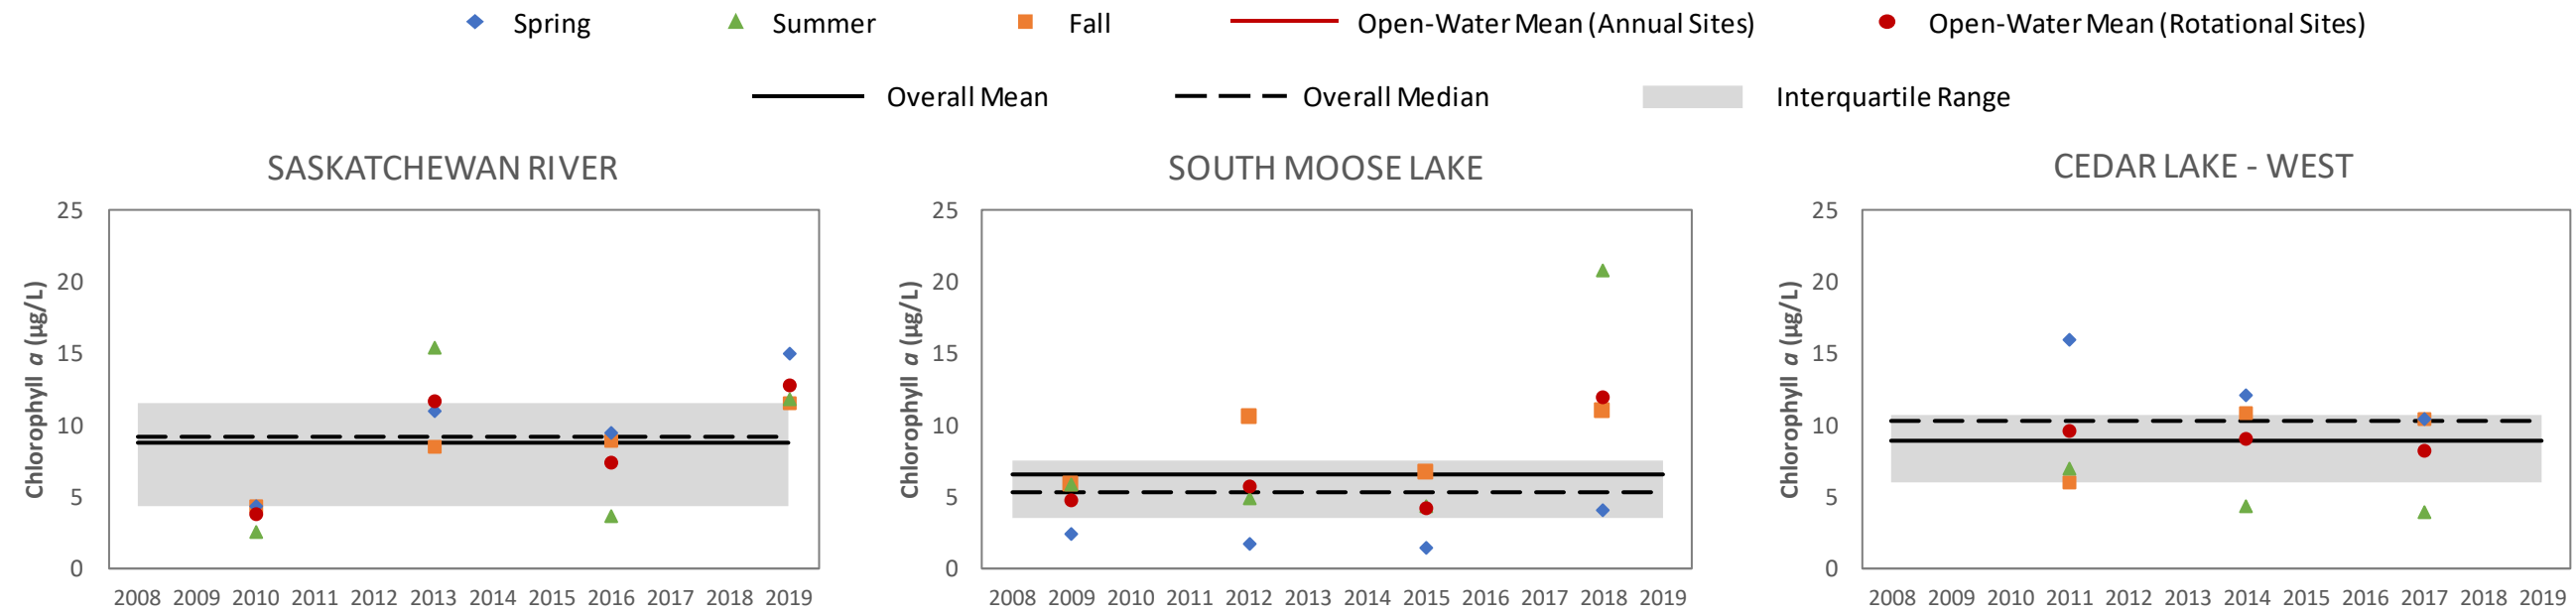 Spring Summer Fall Open-Water Mean (Annual Sites) Open-Water Mean (Rotational Sites)
Overall Mean Overall Median Interquartile Range
SASKATCHEWAN RIVER
Chlorophyll a (µg/L)
25
20
15
10
5
0
2008 2009 2010 2011 2012 2013 2014 2015 2016 2017 2018 2019
SOUTH MOOSE LAKE
Chlorophyll a (µg/L)
25
20
15
10
5
0
2008 2009 2010 2011 2012 2013 2014 2015 2016 2017 2018 2019
CEDAR LAKE - WEST
Chlorophyll a (µg/L)
25
20
15
10
5
0
2008 2009 2010 2011 2012 2013 2014 2015 2016 2017 2018 2019